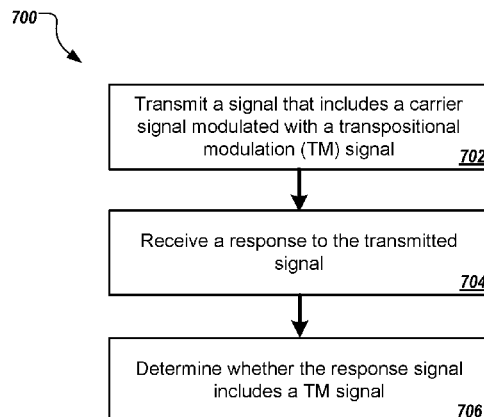 700
Transmit a signal that includes a carrier
signal modulated with a transpositional
modulation (TM) signal
702
Receive a response to the transmitted
signal
704
Determine whether the response signal
includes a TM signal
706